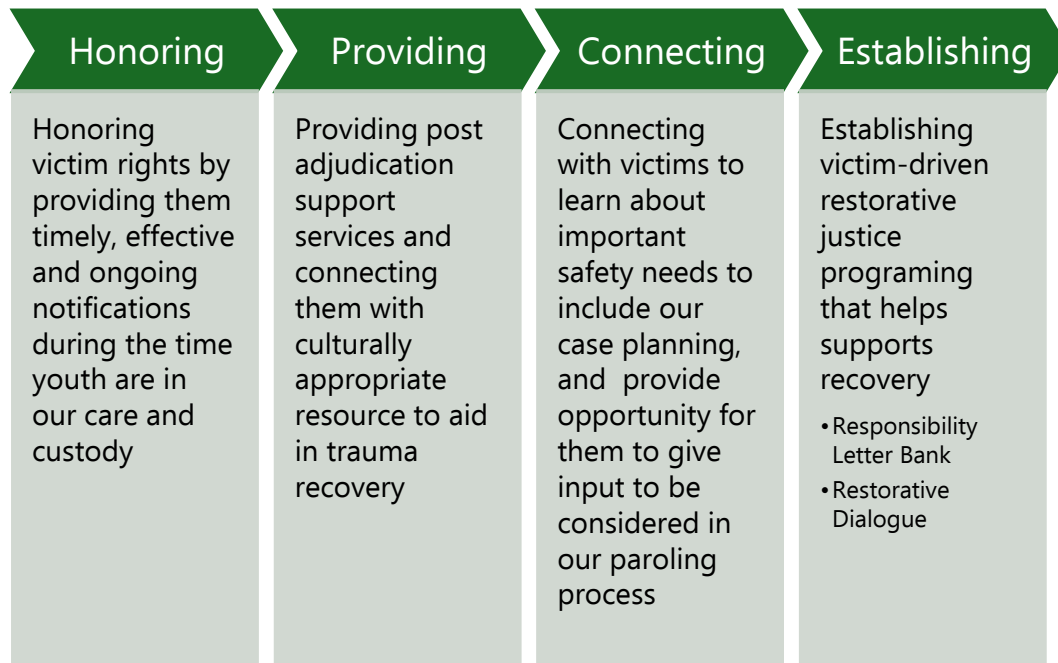 Honoring
Honoring
victim rights by
providing them
timely, effective
and ongoing
notifications
during the time
youth are in
our care and
custody
Providing
Providing post
adjudication
support
services and
connecting
them with
culturally
appropriate
resource to aid
in trauma
recovery
Connecting
Connecting
with victims to
learn about
important
safety needs to
include our
case planning,
and  provide
opportunity for
them to give
input to be
considered in
our paroling
process
Establishing
Establishing
victim-driven
restorative
justice
programing
that helps
supports
recovery
•Responsibility
Letter Bank
•Restorative
Dialogue